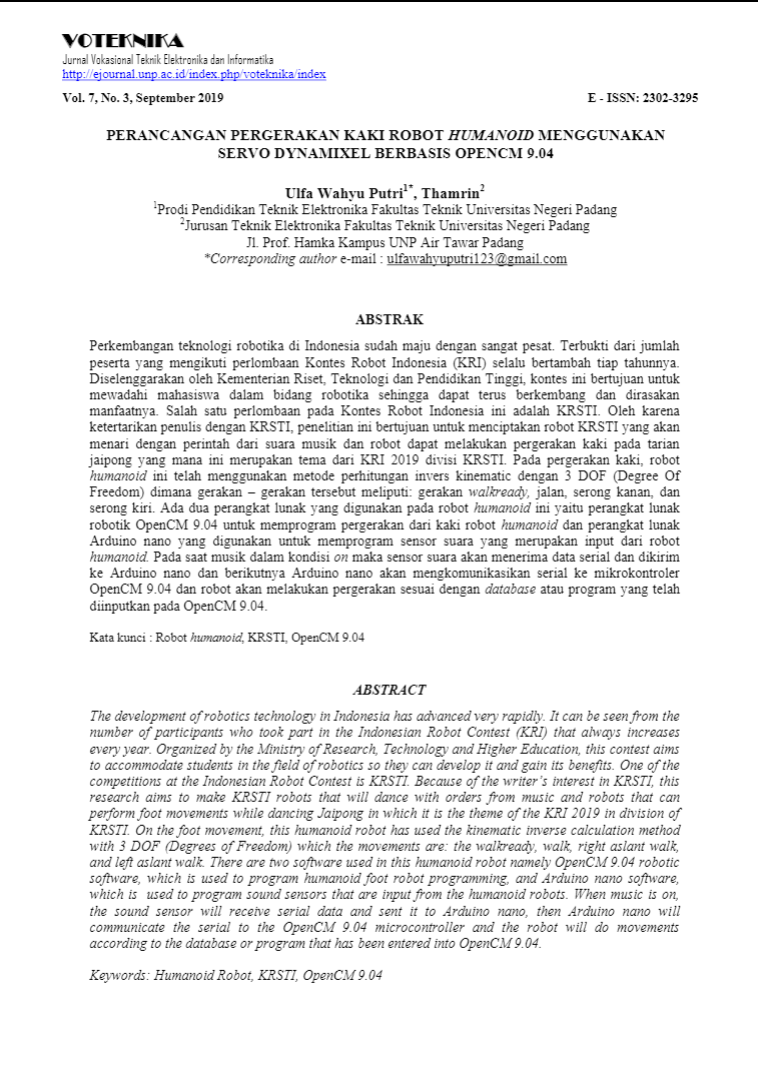 VOTEKNIKA
Jurnal Vokasional Teknik Elektronika dan Informatika
http://ejournal.unp.ac.id/index.php/voteknika/index
Vol. 7, No. 3, September 2019 E - ISSN: 2302-3295
PERANCANGAN PERGERAKAN KAKI ROBOT HUMANOID MENGGUNAKAN
SERVO DYNAMIXEL BERBASIS OPENCM 9.04
Ulfa Wahyu Putri1*, Thamrin2
1Prodi Pendidikan Teknik Elektronika Fakultas Teknik Universitas Negeri Padang
2Jurusan Teknik Elektronika Fakultas Teknik Universitas Negeri Padang
Jl. Prof. Hamka Kampus UNP Air Tawar Padang
*Corresponding author e-mail : ulfawahyuputri123@gmail.com
ABSTRAK
Perkembangan teknologi robotika di Indonesia sudah maju dengan sangat pesat. Terbukti dari jumlah
peserta yang mengikuti perlombaan Kontes Robot Indonesia (KRI) selalu bertambah tiap tahunnya.
Diselenggarakan oleh Kementerian Riset, Teknologi dan Pendidikan Tinggi, kontes ini bertujuan untuk
mewadahi mahasiswa dalam bidang robotika sehingga dapat terus berkembang dan dirasakan
manfaatnya. Salah satu perlombaan pada Kontes Robot Indonesia ini adalah KRSTI. Oleh karena
ketertarikan penulis dengan KRSTI, penelitian ini bertujuan untuk menciptakan robot KRSTI yang akan
menari dengan perintah dari suara musik dan robot dapat melakukan pergerakan kaki pada tarian
jaipong yang mana ini merupakan tema dari KRI 2019 divisi KRSTI. Pada pergerakan kaki, robot
humanoid ini telah menggunakan metode perhitungan invers kinematic dengan 3 DOF (Degree Of
Freedom) dimana gerakan – gerakan tersebut meliputi: gerakan walkready, jalan, serong kanan, dan
serong kiri. Ada dua perangkat lunak yang digunakan pada robot humanoid ini yaitu perangkat lunak
robotik OpenCM 9.04 untuk memprogram pergerakan dari kaki robot humanoid dan perangkat lunak
Arduino nano yang digunakan untuk memprogram sensor suara yang merupakan input dari robot
humanoid. Pada saat musik dalam kondisi on maka sensor suara akan menerima data serial dan dikirim
ke Arduino nano dan berikutnya Arduino nano akan mengkomunikasikan serial ke mikrokontroler
OpenCM 9.04 dan robot akan melakukan pergerakan sesuai dengan database atau program yang telah
diinputkan pada OpenCM 9.04.
Kata kunci : Robot humanoid, KRSTI, OpenCM 9.04
ABSTRACT
The development of robotics technology in Indonesia has advanced very rapidly. It can be seen from the
number of participants who took part in the Indonesian Robot Contest (KRI) that always increases
every year. Organized by the Ministry of Research, Technology and Higher Education, this contest aims
to accommodate students in the field of robotics so they can develop it and gain its benefits. One of the
competitions at the Indonesian Robot Contest is KRSTI. Because of the writer's interest in KRSTI, this
research aims to make KRSTI robots that will dance with orders from music and robots that can
perform foot movements while dancing Jaipong in which it is the theme of the KRI 2019 in division of
KRSTI. On the foot movement, this humanoid robot has used the kinematic inverse calculation method
with 3 DOF (Degrees of Freedom) which the movements are: the walkready, walk, right aslant walk,
and left aslant walk. There are two software used in this humanoid robot namely OpenCM 9.04 robotic
software, which is used to program humanoid foot robot programming, and Arduino nano software,
which is used to program sound sensors that are input from the humanoid robots. When music is on,
the sound sensor will receive serial data and sent it to Arduino nano, then Arduino nano will
communicate the serial to the OpenCM 9.04 microcontroller and the robot will do movements
according to the database or program that has been entered into OpenCM 9.04.
Keywords: Humanoid Robot, KRSTI, OpenCM 9.04